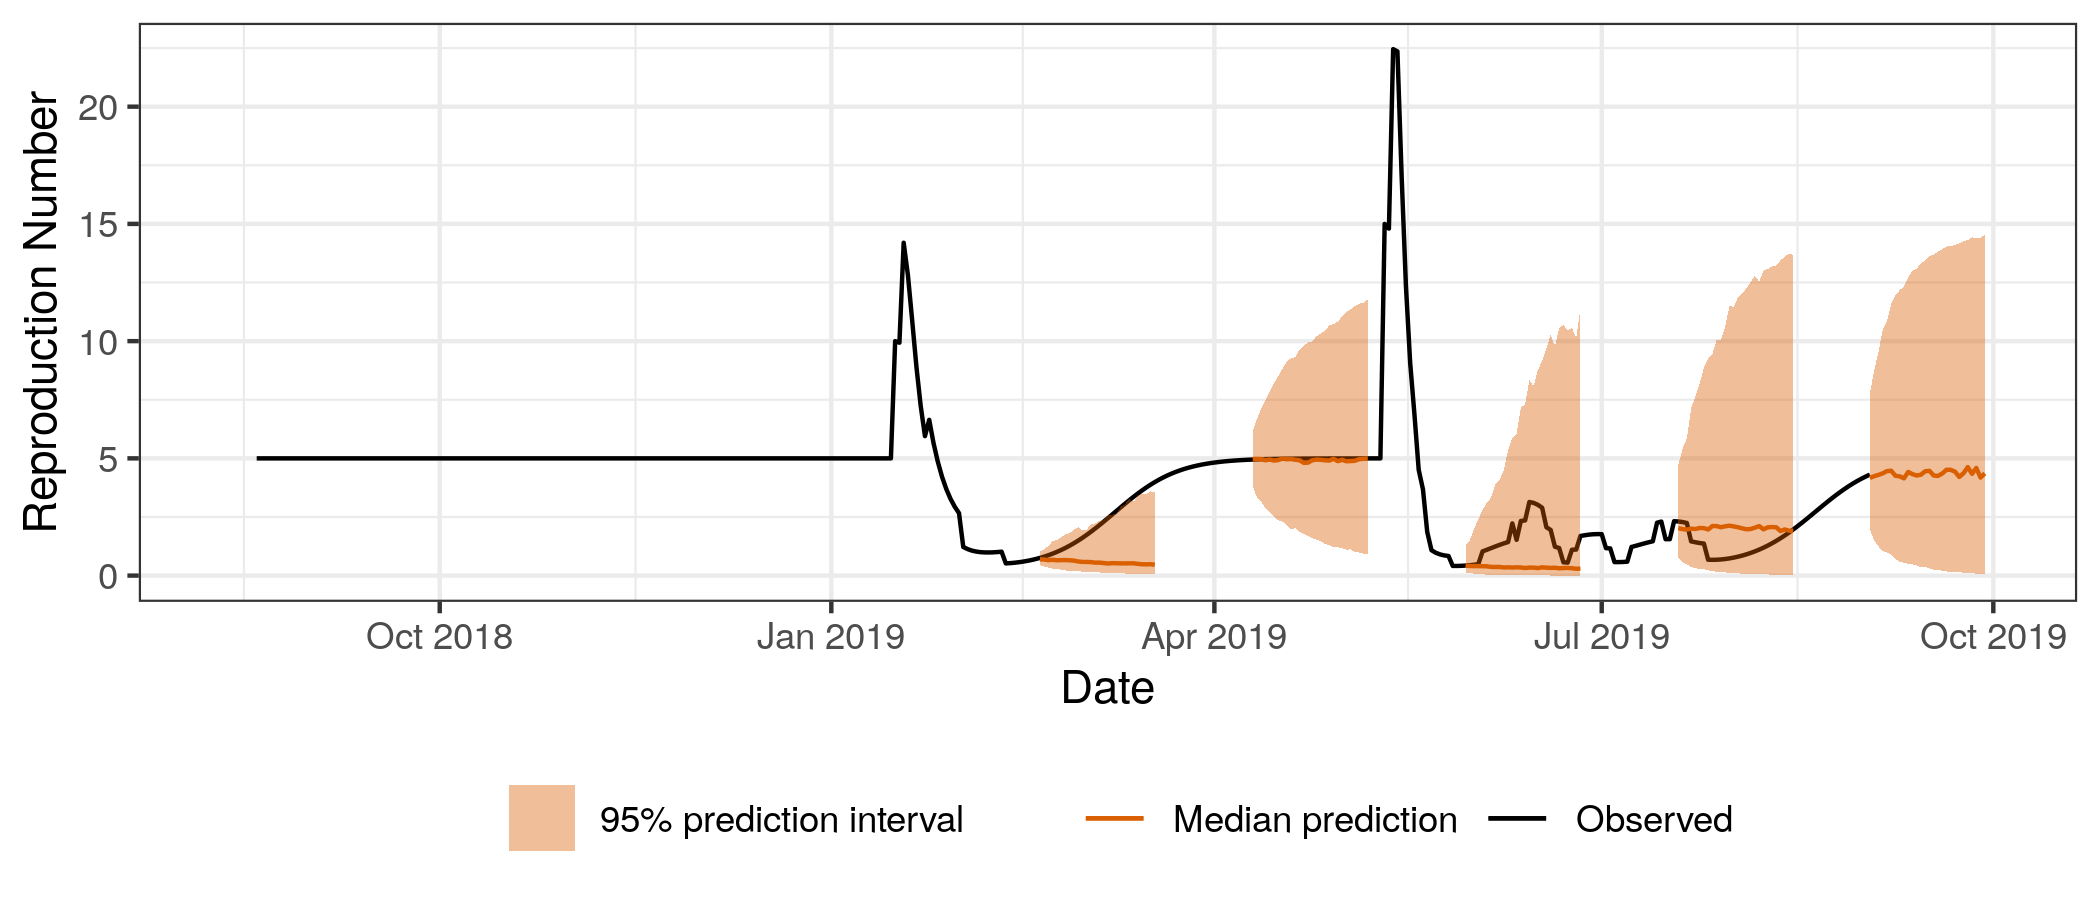 Reproduction Number
20
15
10
5
0
Oct 2018
Jan 2019
Apr 2019
Jul 2019
Oct 2019
Date
95% prediction interval
Median prediction
Observed